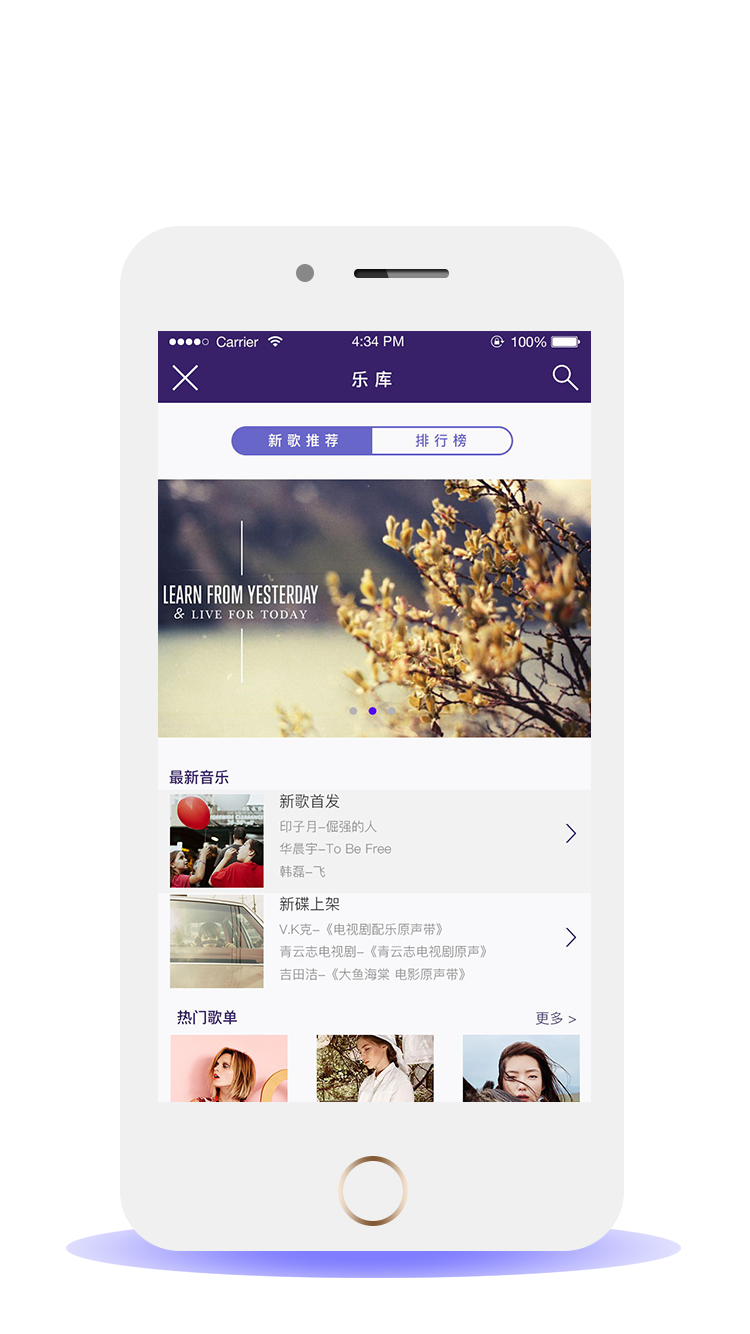 Carrier 4:34 PM 100%
乐库
新歌推荐 排行榜
LEARN FROM YESTERDAY
& LIVE FOR TODAY
最新音乐
新歌首发
印子月-倔强的人
华晨宇-To Be Free
韩磊-飞
新碟上架
V.K克-《电视剧配乐原声带》
青云志电视剧-《青云志电视剧原声》
吉田洁-《大鱼海棠 电影原声带》
热门歌单 更多 >